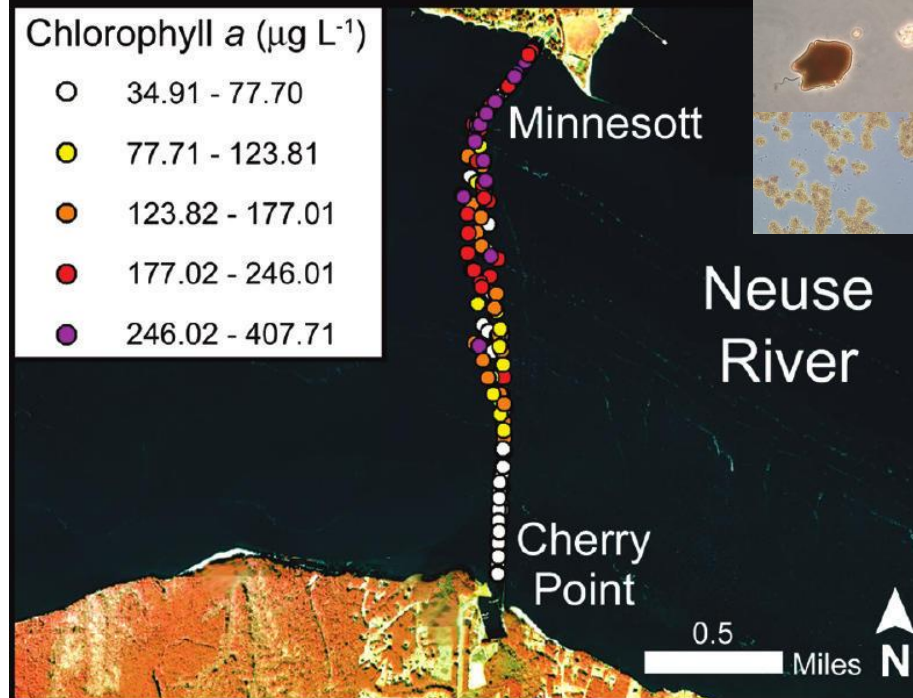 Chlorophyll a (µg L-1)
34.91 - 77.70
77.71 - 123.81
123.82 - 177.01
177.02 - 246.01
246.02 - 407.71
Minnesott
Neuse
River
Cherry
Point
0.5
Miles
N